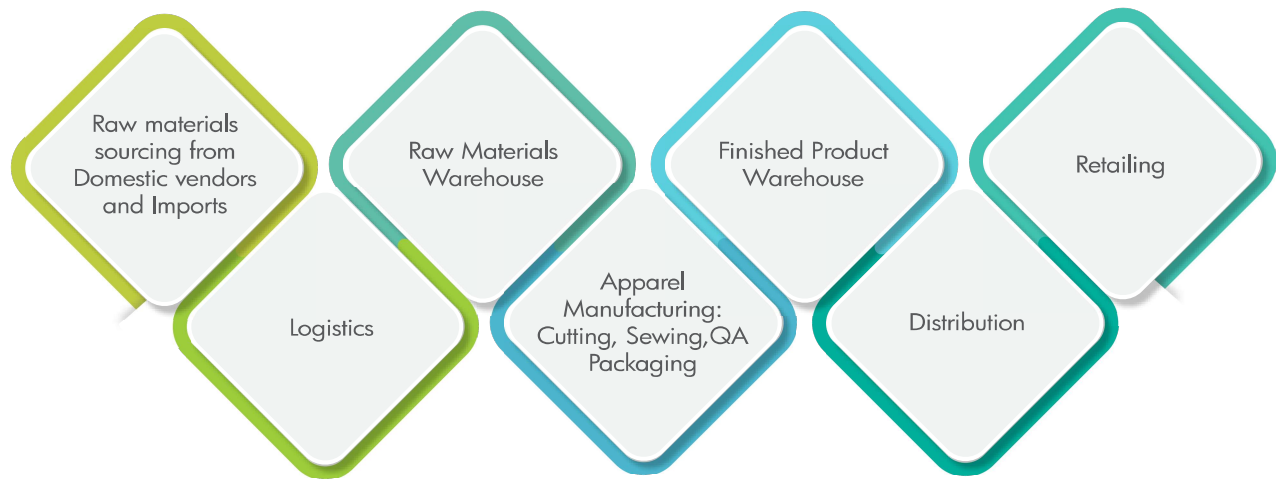 Raw materials
sourcing from
Domestic vendors
and Imports
Logistics
Raw Materials
Warehouse
Apparel
Manufacturing:
Cutting, Sewing,QA
Packaging
Finished Product
Warehouse
Distribution
Retailing